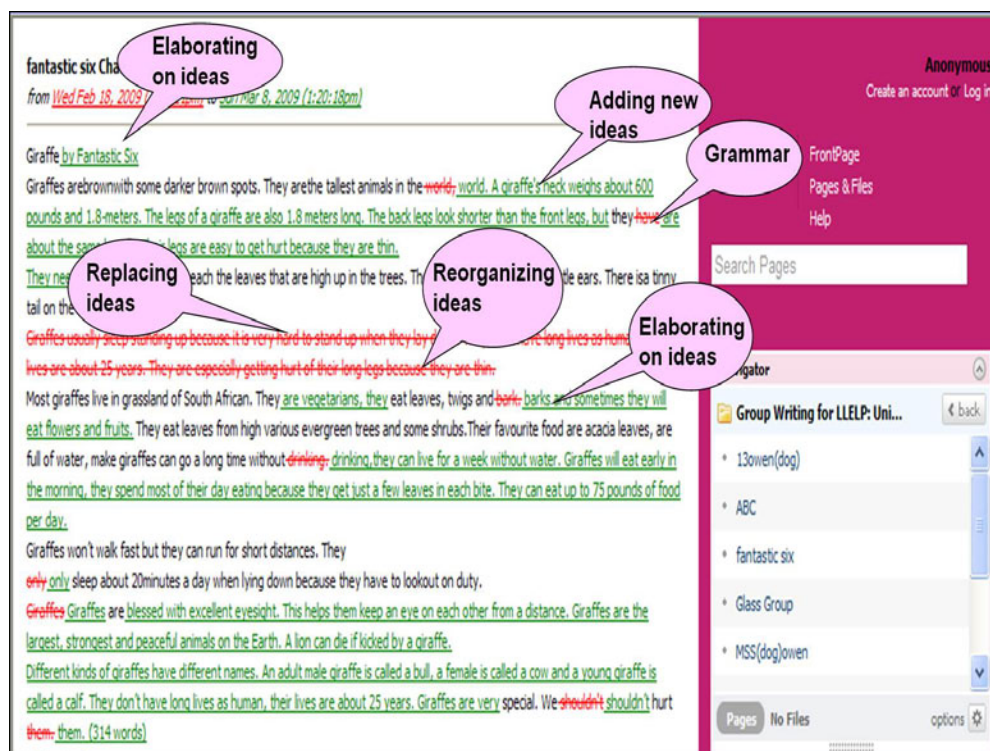 fantastic six Cha
from Wed Feb 18, 2009 to Sun Mar 8, 2009 (1:20:18pm)
Elaborating
on ideas
Adding new
ideas
Grammar
Giraffe by Fantastic Six
Giraffes arebrownwith some darker brown spots. They arethe tallest animals in the world, world. A giraffe's neck weighs about 600
pounds and 1.8-meters. The legs of a giraffe are also 1.8 meters long. The back legs look shorter than the front legs, but they have are
about the same legs are easy to get hurt because they are thin.
They nee each the leaves that are high up in the trees. Th tle ears. There isa tinny
tail on the
Replacing
ideas
Reorganizing
ideas
Elaborating
on ideas
Giraffes usually sleep standing up because it is very hard to stand up when they lay long lives as hum
lives are about 25 years. They are especially getting hurt of their long legs because they are thin.
Most giraffes live in grassland of South African. They are vegetarians, they eat leaves, twigs and bark. barks and sometimes they will
eat flowers and fruits. They eat leaves from high various evergreen trees and some shrubs.Their favourite food are acacia leaves, are
full of water, make giraffes can go a long time without drinking. drinking,they can live for a week without water. Giraffes will eat early in
the morning, they spend most of their day eating because they get just a few leaves in each bite. They can eat up to 75 pounds of food
per day.
Giraffes won't walk fast but they can run for short distances. They
only only sleep about 20minutes a day when lying down because they have to lookout on duty.
Giraffes Giraffes are blessed with excellent eyesight. This helps them keep an eye on each other from a distance. Giraffes are the
largest, strongest and peaceful animals on the Earth. A lion can die if kicked by a giraffe.
Different kinds of giraffes have different names. An adult male giraffe is called a bull, a female is called a cow and a young giraffe is
called a calf. They don't have long lives as human, their lives are about 25 years. Giraffes are very special. We shouldn't shouldn't hurt
them. them. (314 words)
Anonymous
Create an account or Log in
FrontPage
Pages & Files
Help
Search Pages
igator
Group Writing for LLELP: Uni...
back
13owen(dog)
ABC
fantastic six
Glass Group
MSS(dog)owen
Pages No Files options